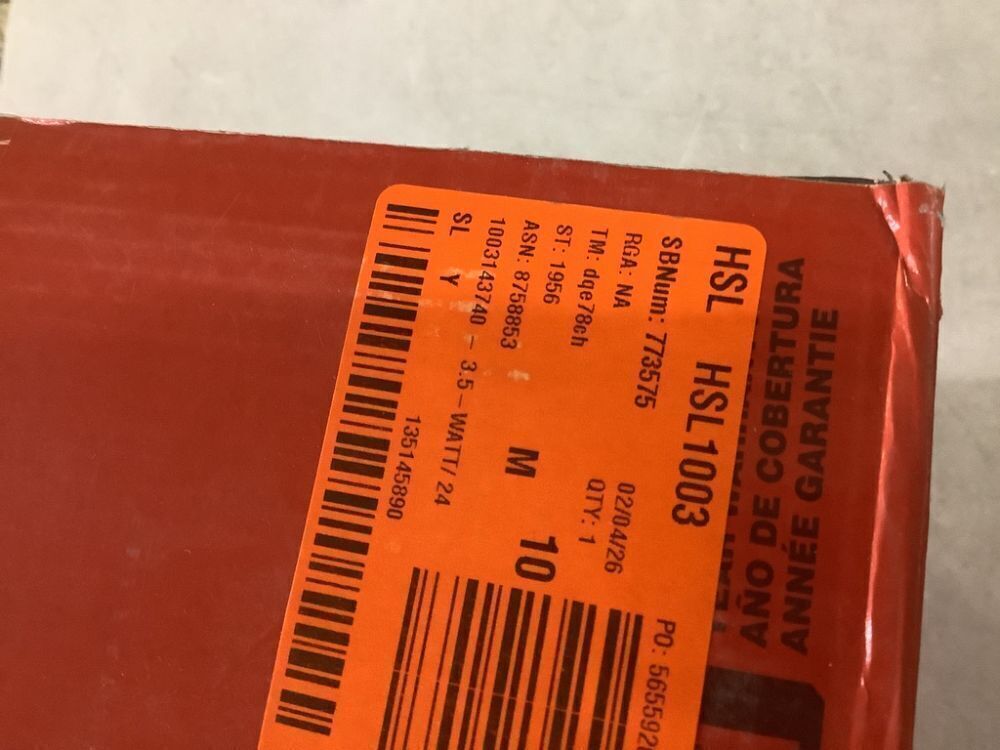 HSL HSL1003
SBNum: 773575
RGA: NA
02/04/26
TM: dqe78ch
QTY: 1
ST: 1956
ASN: 8758853
M 10
1003143740 - 3.5-WATT/ 24
SL Y
135145890
PO:
AÑO DE COBERTURA
ANNÉE GARANTIE